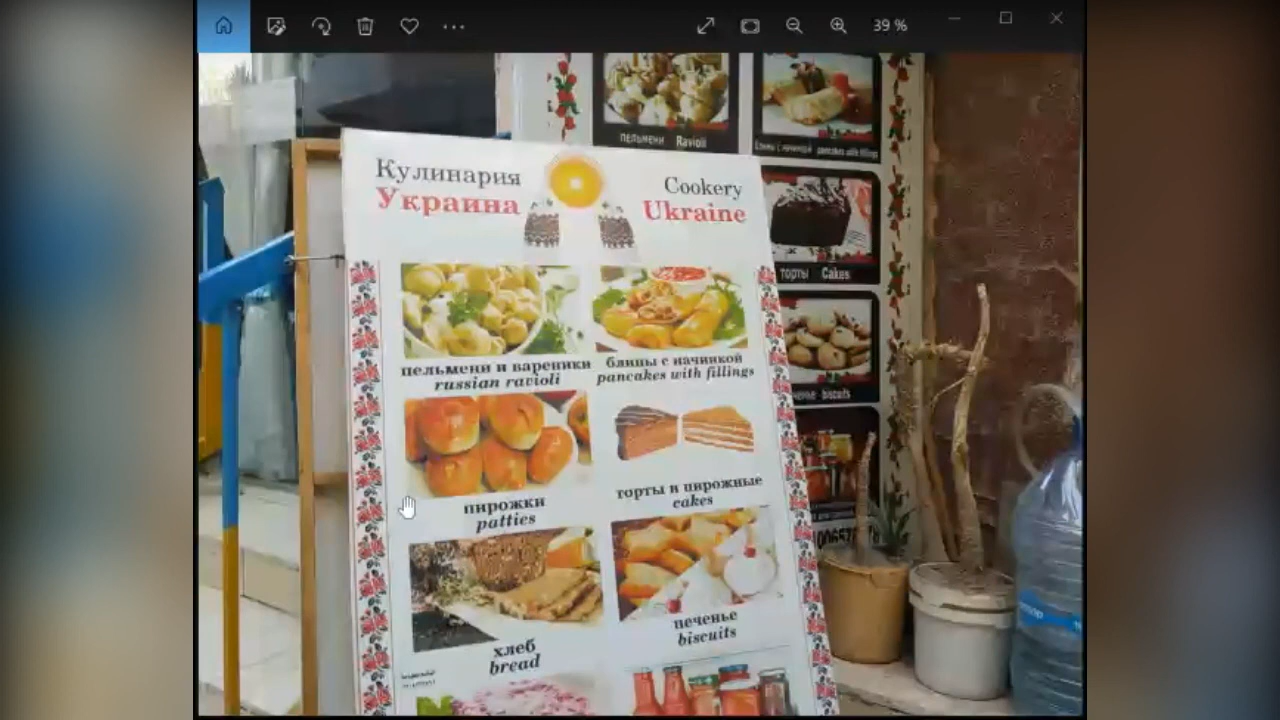 39 %
пельмени Ravioli
блины с начинкой pancakes with fillings
Кулинария
Украина
Cookery
Ukraine
торты Cakes
пельмени и вареники
russian ravioli
блины с начинкой
pancakes with fillings
biscuits
пирожки
patties
торты и пирожные
cakes
хлеб
bread
печенье
biscuits